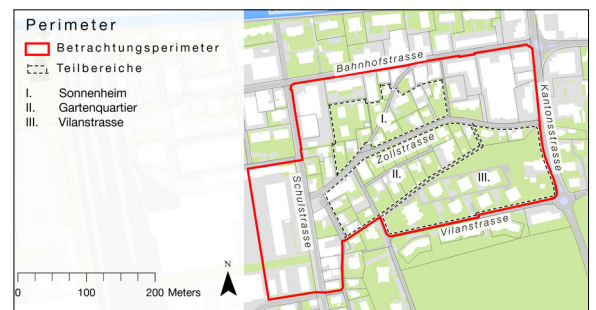 Perimeter
Betrachtungsperimeter
Teilbereiche
I. Sonnenheim
II. Gartenquartier
III. Vilanstrasse
0 100 200 Meters
N
Bahnhofstrasse
Kantonsstrasse
I.
Zollstrasse
II.
III.
Schulstrasse
Vilanstrasse